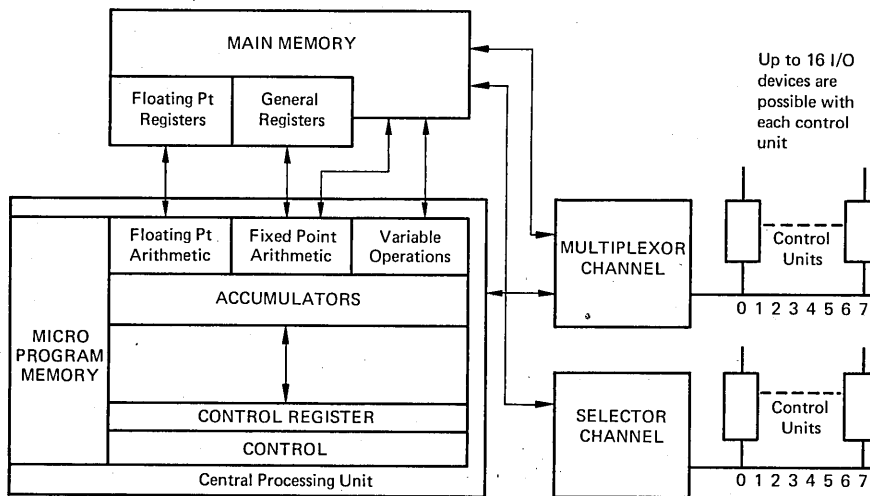 MAIN MEMORY
Floating Pt
Registers
General
Registers
Up to 16 I/O
devices are
possible with
each control
unit
MICRO
PROGRAM
MEMORY
Floating Pt
Arithmetic
Fixed Point
Arithmetic
Variable
Operations
ACCUMULATORS
CONTROL REGISTER
CONTROL
Central Processing Unit
MULTIPLEXOR
CHANNEL
Control
Units
0 1 2 3 4 5 6 7
SELECTOR
CHANNEL
Control
Units
0 1 2 3 4 5 6 7